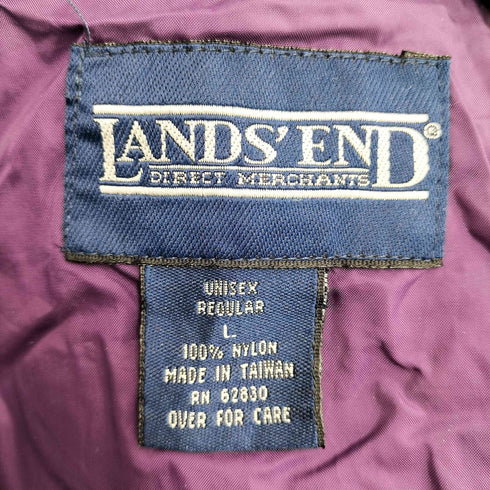 LANDS' END®
DIRECT MERCHANTS
UNISEX
REGULAR
L
100% NYLON
MADE IN TAIWAN
RN 62830
OVER FOR CARE